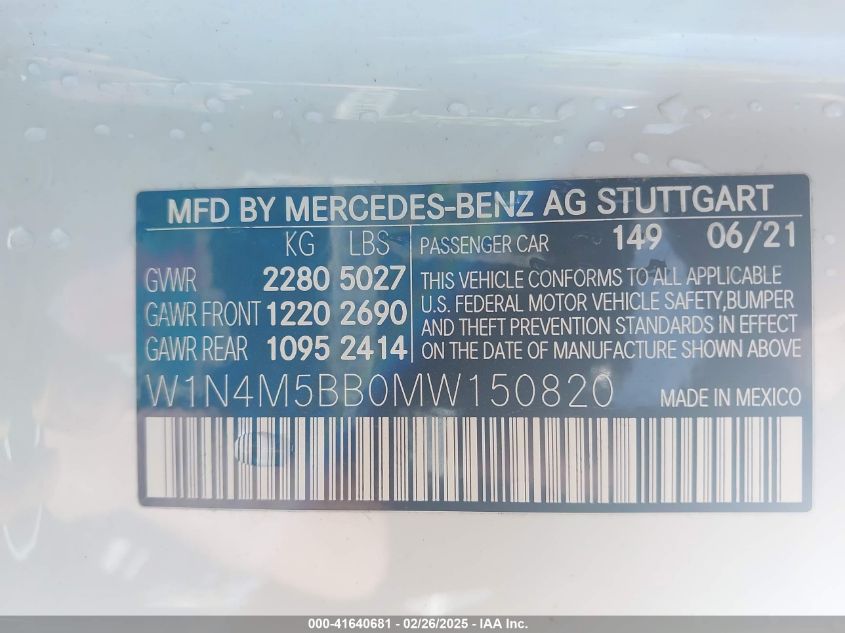 MFD BY MERCEDES-BENZ AG STUTTGART
KG LBS
GVWR 2280 5027
GAWR FRONT 1220 2690
GAWR REAR 1095 2414
PASSENGER CAR 149 06/21
THIS VEHICLE CONFORMS TO ALL APPLICABLE
U.S. FEDERAL MOTOR VEHICLE SAFETY,BUMPER
AND THEFT PREVENTION STANDARDS IN EFFECT
ON THE DATE OF MANUFACTURE SHOWN ABOVE
W1N4M5BB0MW150820 MADE IN MEXICO
000-41640681 - 02/26/2025 - IAA Inc.